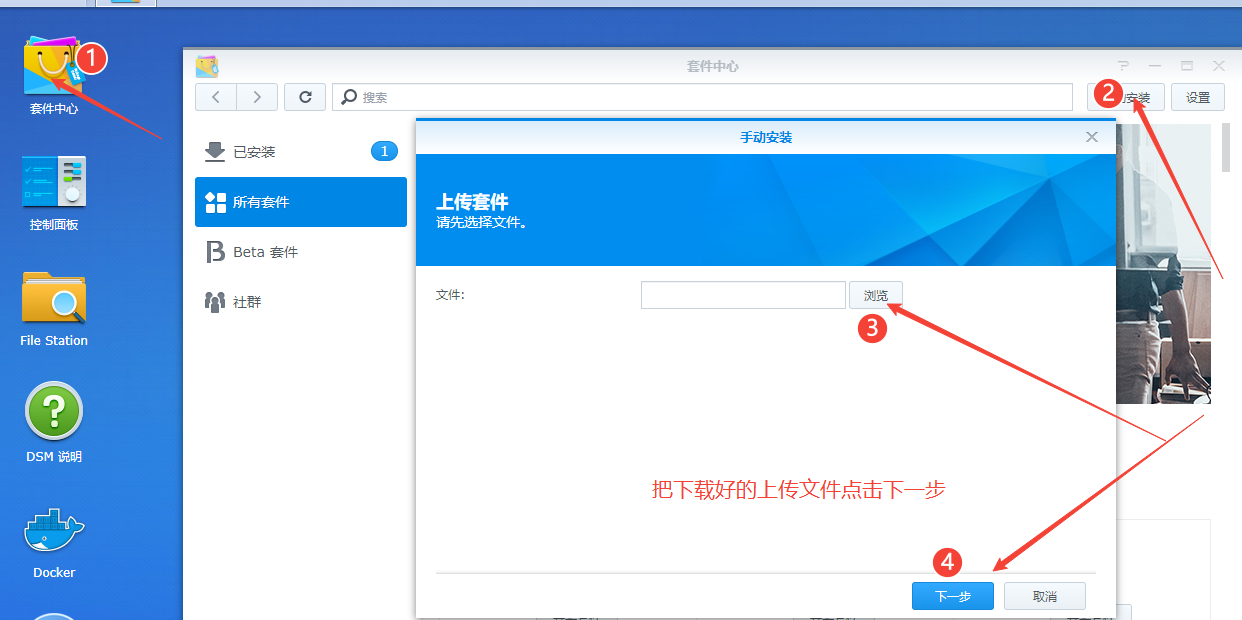 1
套件中心
控制面板
File Station
DSM 说明
Docker
套件中心
搜索
2
安装
设置
已安装
1
所有套件
Beta 套件
社群
手动安装
上传套件
请先选择文件。
文件:
浏览
3
把下载好的上传文件点击下一步
4
下一步
取消